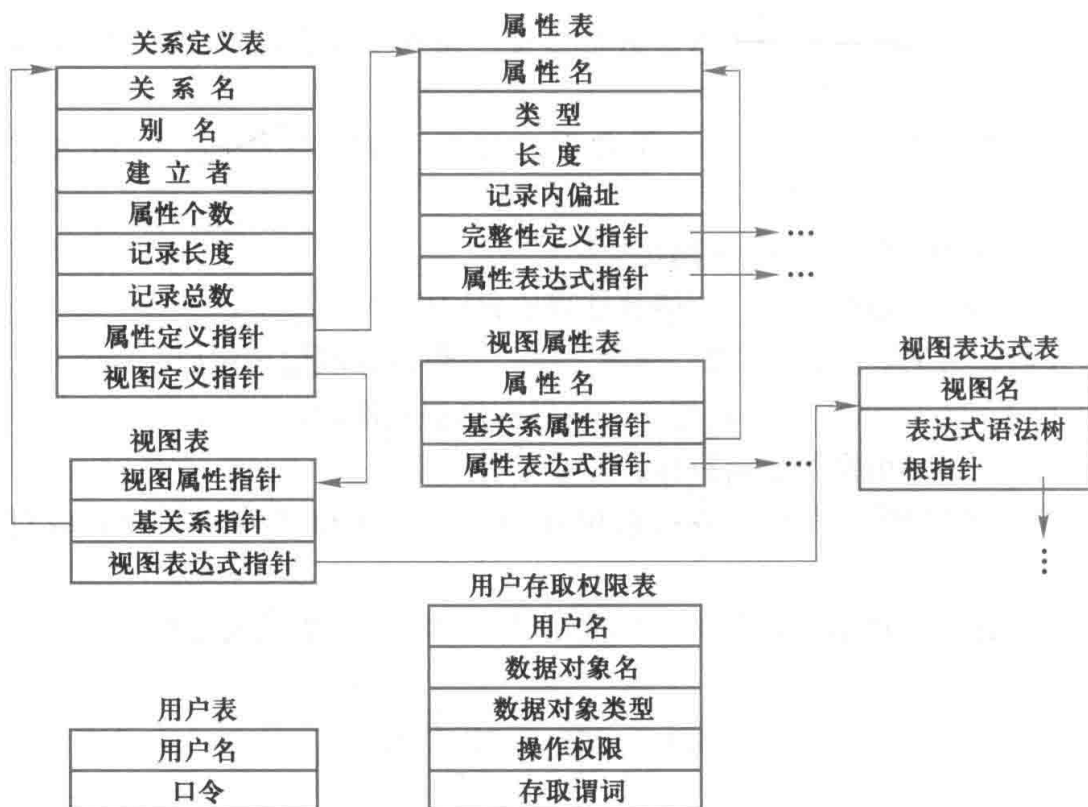 关系定义表
关系名
别名
建立者
属性个数
记录长度
记录总数
属性定义指针
视图定义指针
属性表
属性名
类型
长度
记录内偏址
完整性定义指针
…
属性表达式指针
…
视图属性表
属性名
基关系属性指针
属性表达式指针
…
视图表达式表
视图名
表达式语法树
根指针
⋮
视图表
视图属性指针
基关系指针
视图表达式指针
用户存取权限表
用户名
数据对象名
数据对象类型
操作权限
存取谓词
用户表
用户名
口令